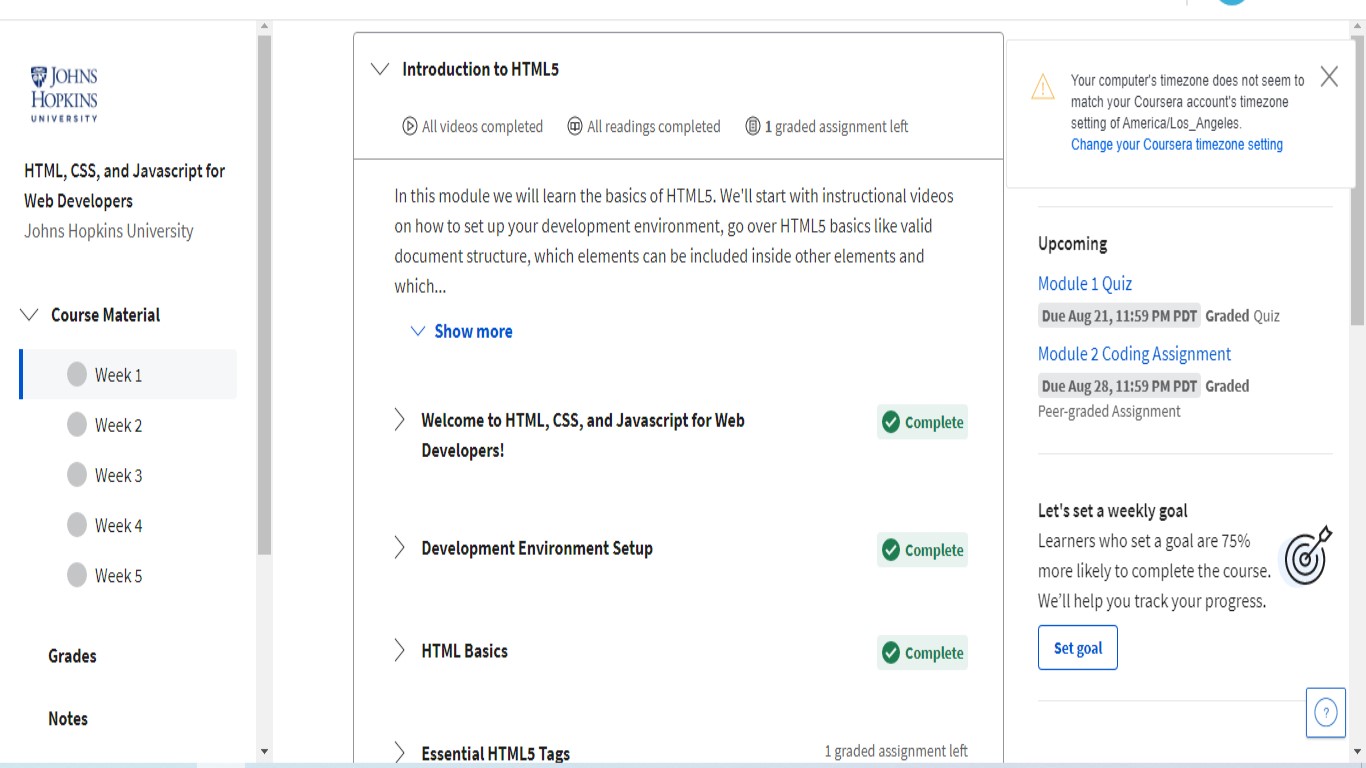 JOHNS
HOPKINS
UNIVERSITY
HTML, CSS, and Javascript for
Web Developers
Johns Hopkins University
Course Material
Week 1
Week 2
Week 3
Week 4
Week 5
Grades
Notes
Introduction to HTML5
All videos completed All readings completed 1 graded assignment left
In this module we will learn the basics of HTML5. We'll start with instructional videos
on how to set up your development environment, go over HTML5 basics like valid
document structure, which elements can be included inside other elements and
which...
Show more
Welcome to HTML, CSS, and Javascript for Web
Developers!
Complete
Development Environment Setup
Complete
HTML Basics
Complete
Essential HTML5 Tags
1 graded assignment left
Your computer's timezone does not seem to
match your Coursera account's timezone
setting of America/Los_Angeles.
Change your Coursera timezone setting
Upcoming
Module 1 Quiz
Due Aug 21, 11:59 PM PDT Graded Quiz
Module 2 Coding Assignment
Due Aug 28, 11:59 PM PDT Graded
Peer-graded Assignment
Let's set a weekly goal
Learners who set a goal are 75%
more likely to complete the course.
We'll help you track your progress.
Set goal
?